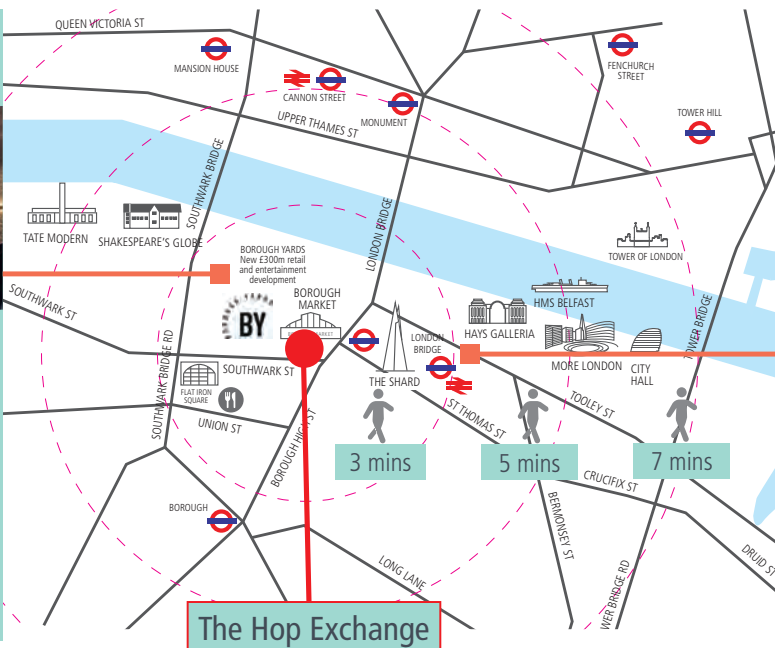 QUEEN VICTORIA ST
MANSION HOUSE
CANNON STREET
MONUMENT
FENCHURCH
STREET
TOWER HILL
UPPER THAMES ST
SOUTHWARK BRIDGE
LONDON BRIDGE
TATE MODERN
SHAKESPEARE'S GLOBE
BOROUGH YARDS
New £300m retail
and entertainment
development
TOWER OF LONDON
BY
BOROUGH
MARKET
HMS BELFAST
HAYS GALLERIA
TOWER BRIDGE
SOUTHWARK ST
SOUTHWARK BRIDGE RD
LONDON
BRIDGE
MORE LONDON
CITY
HALL
SOUTHWARK ST
THE SHARD
FLAT IRON
SQUARE
UNION ST
BOROUGH HIGH ST
ST THOMAS ST
TOOLEY ST
3 mins
5 mins
7 mins
CRUCIFIX ST
BOROUGH
BERMONSEY ST
DRUID ST
LONG LANE
WER BRIDGE RD
The Hop Exchange